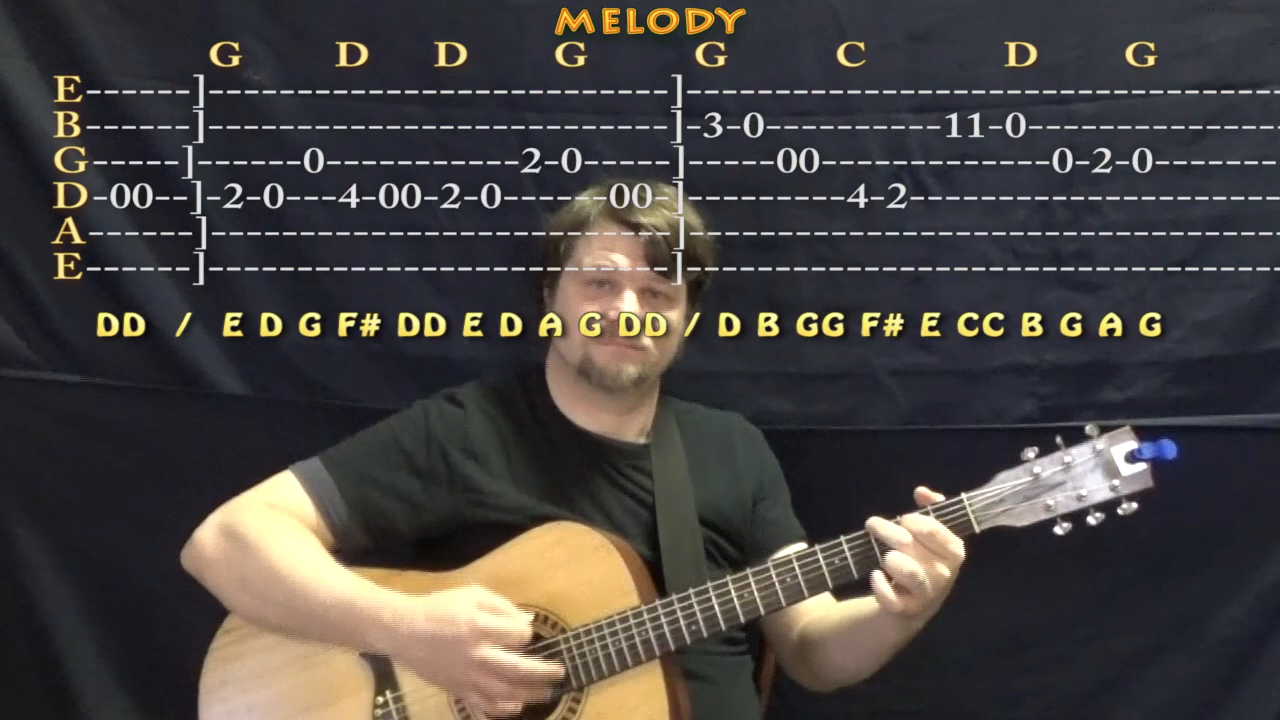 MELODY
G D D G G C D G
E------]-----------------------]-------------------------
B------]-----------------------]-3-0----------11-0--------------
G------]------0----------2-0-----]-----00------------0-2-0-------
D-00--]-2-0---4-00-2-0------00-]---------4-2-------------------
A------]-----------------------]-------------------------
E------]-----------------------]-------------------------
DD / E D G F# DD E D A G DD / D B GG F# E CC B G A G